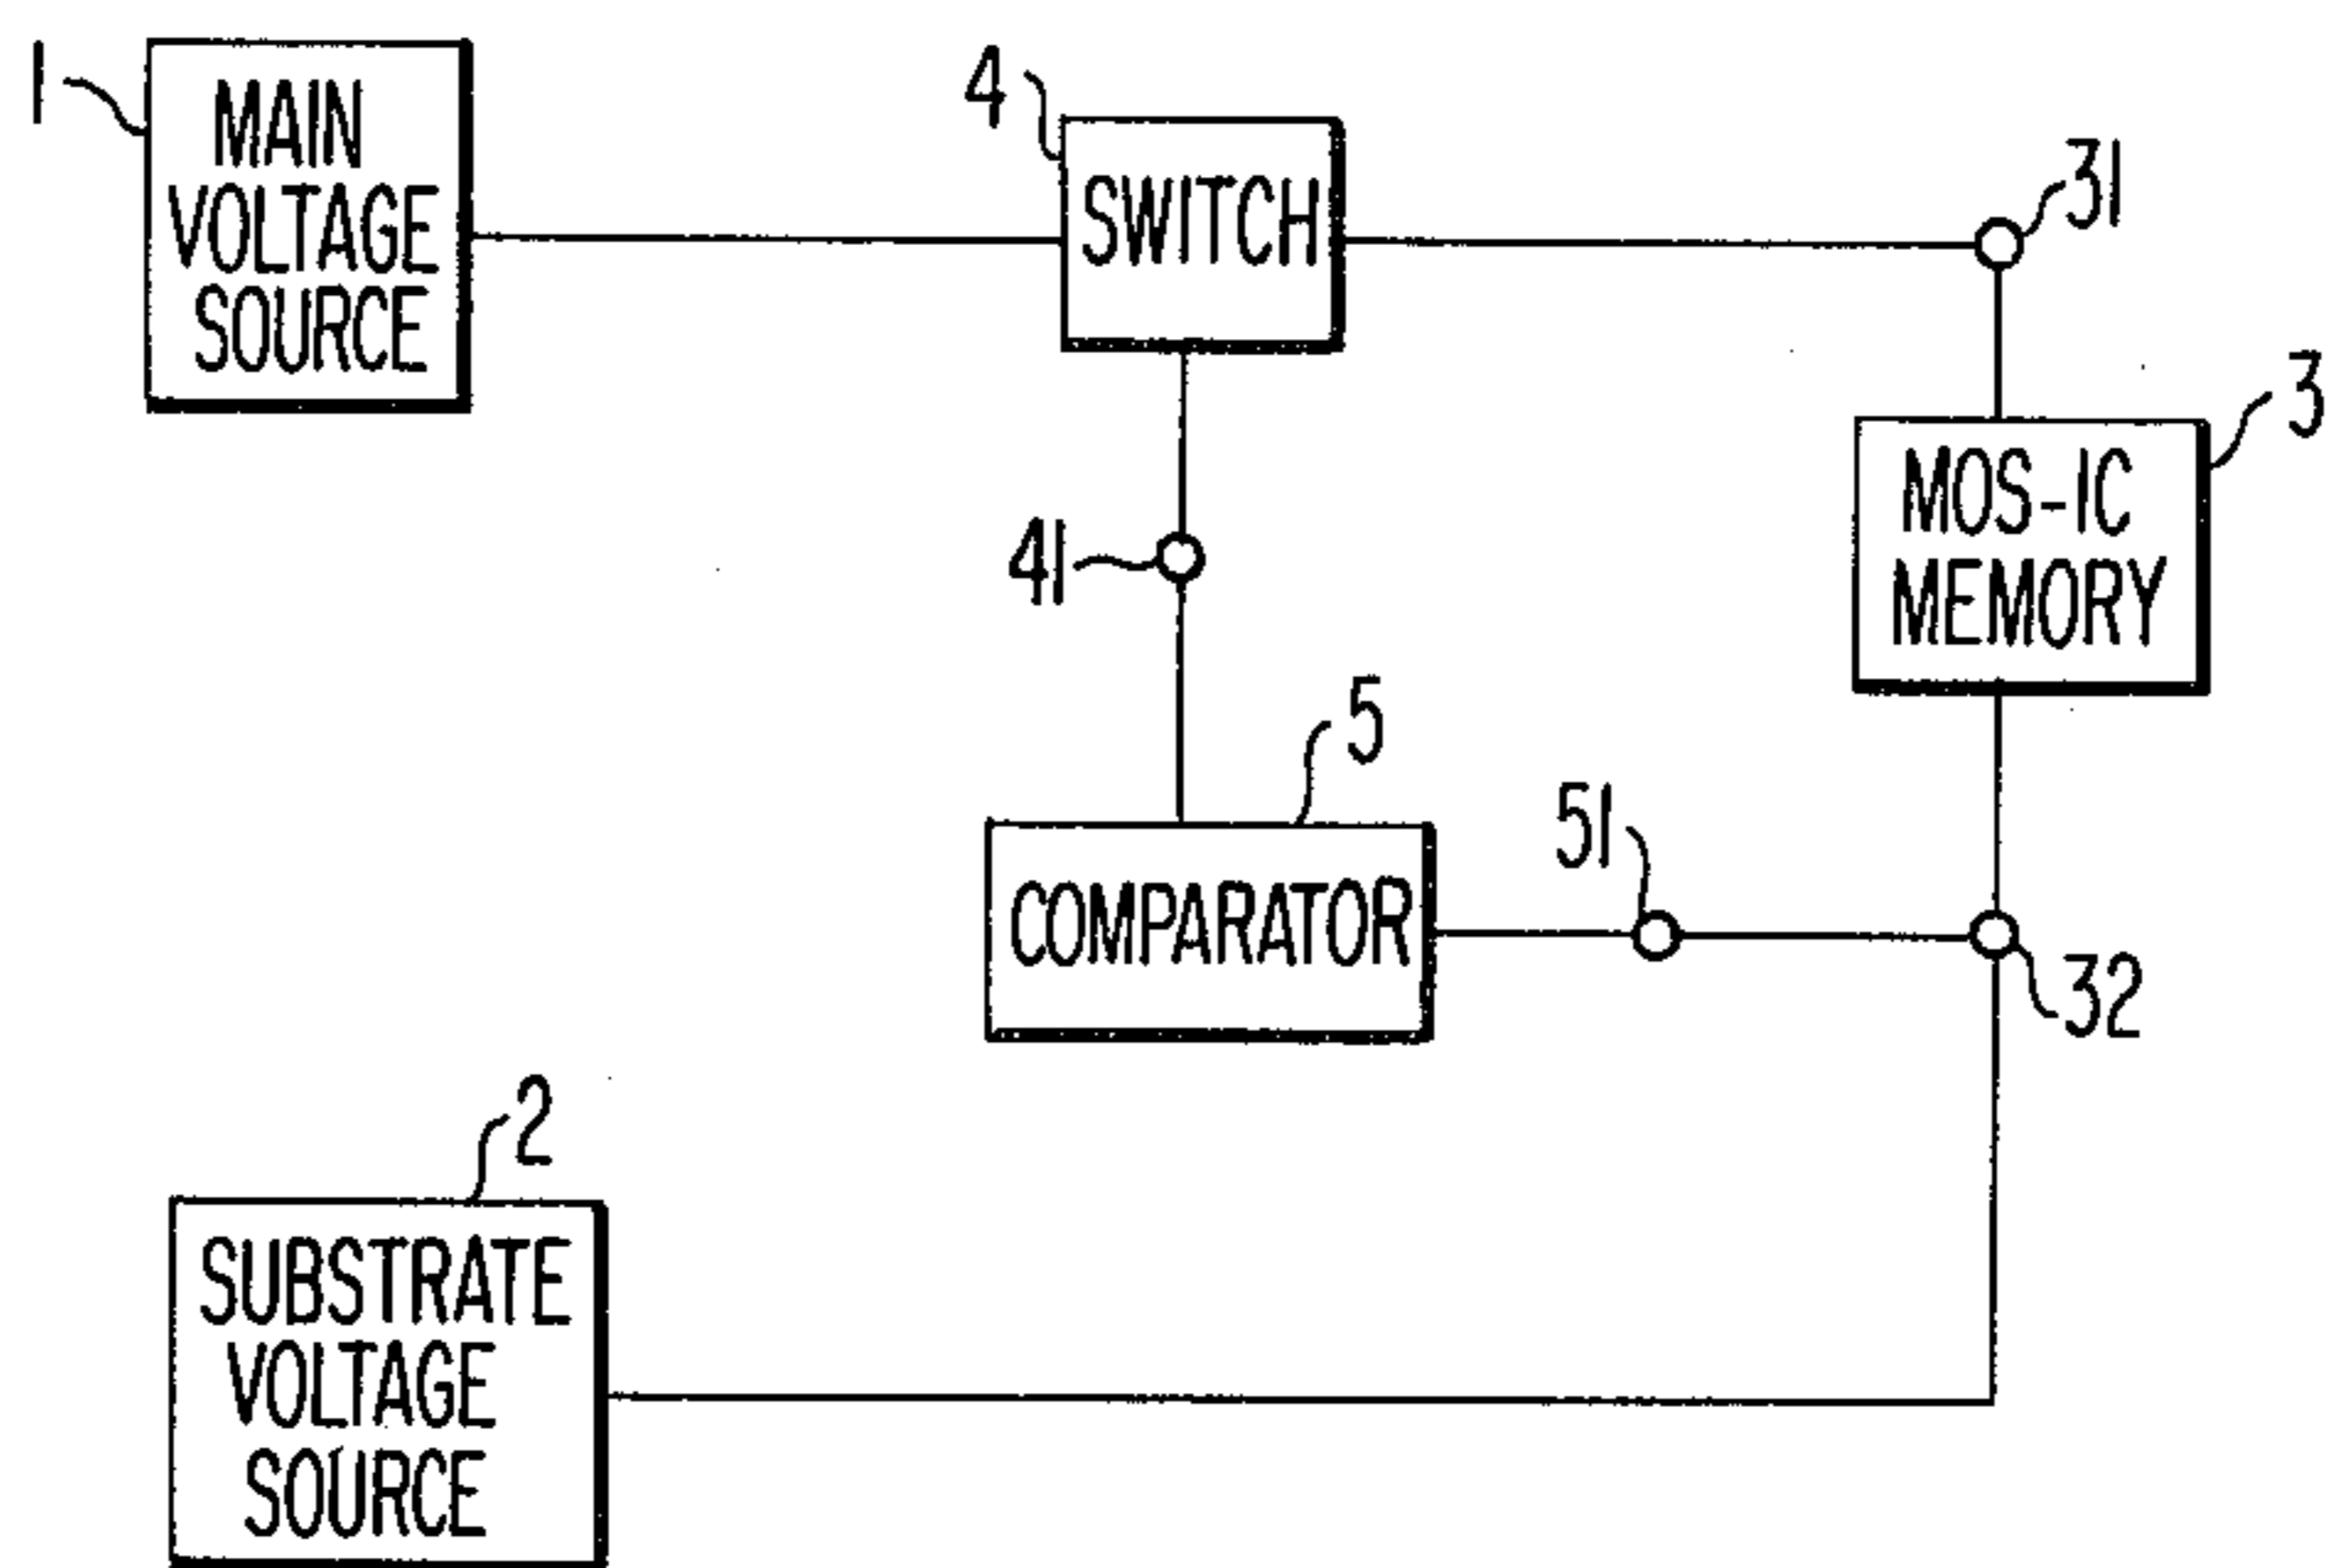 1
MAIN
VOLTAGE
SOURCE
4
SWITCH
31
3
MOS-IC
MEMORY
41
5
COMPARATOR
51
32
2
SUBSTRATE
VOLTAGE
SOURCE